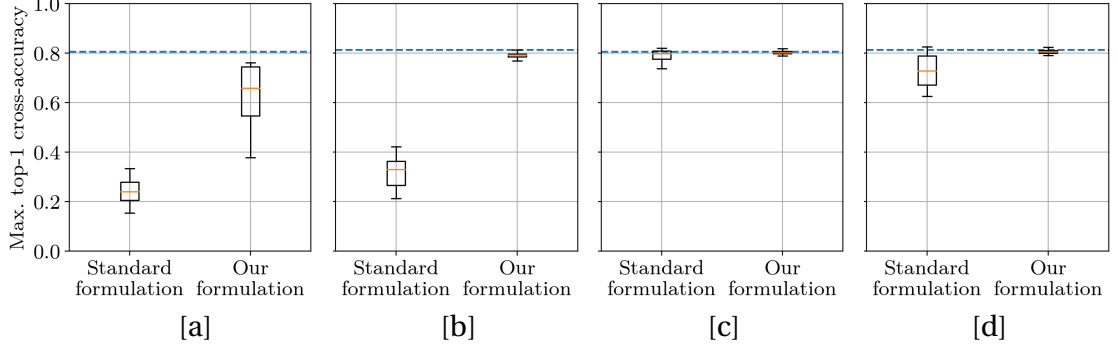 Max. top-1 cross-accuracy
1.0
0.8
0.6
0.4
0.2
0.0
Standard
formulation
Our
formulation
[a]
Standard
formulation
Our
formulation
[b]
Standard
formulation
Our
formulation
[c]
Standard
formulation
Our
formulation
[d]